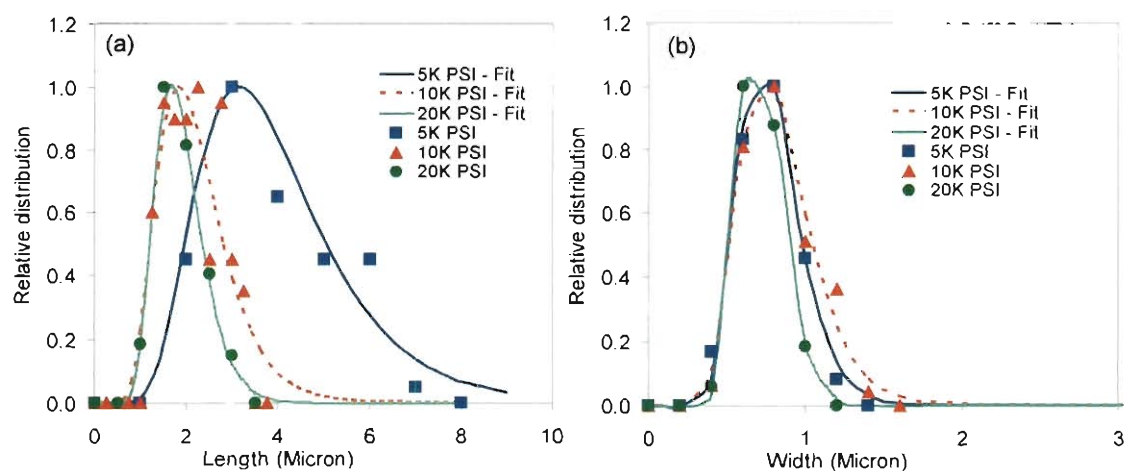 (a)
1.2
1.0
0.8
0.6
0.4
0.2
0.0
Relative distribution
5K PSI - Fit
10K PSI - Fit
20K PSI - Fit
5K PSI
10K PSI
20K PSI
0 2 4 6 8 10
Length (Micron)
(b)
1.2
1.0
0.8
0.6
0.4
0.2
0.0
Relative distribution
5K PSI - Fit
10K PSI - Fit
20K PSI - Fit
5K PSI
10K PSI
20K PSI
0 1 2 3
Width (Micron)